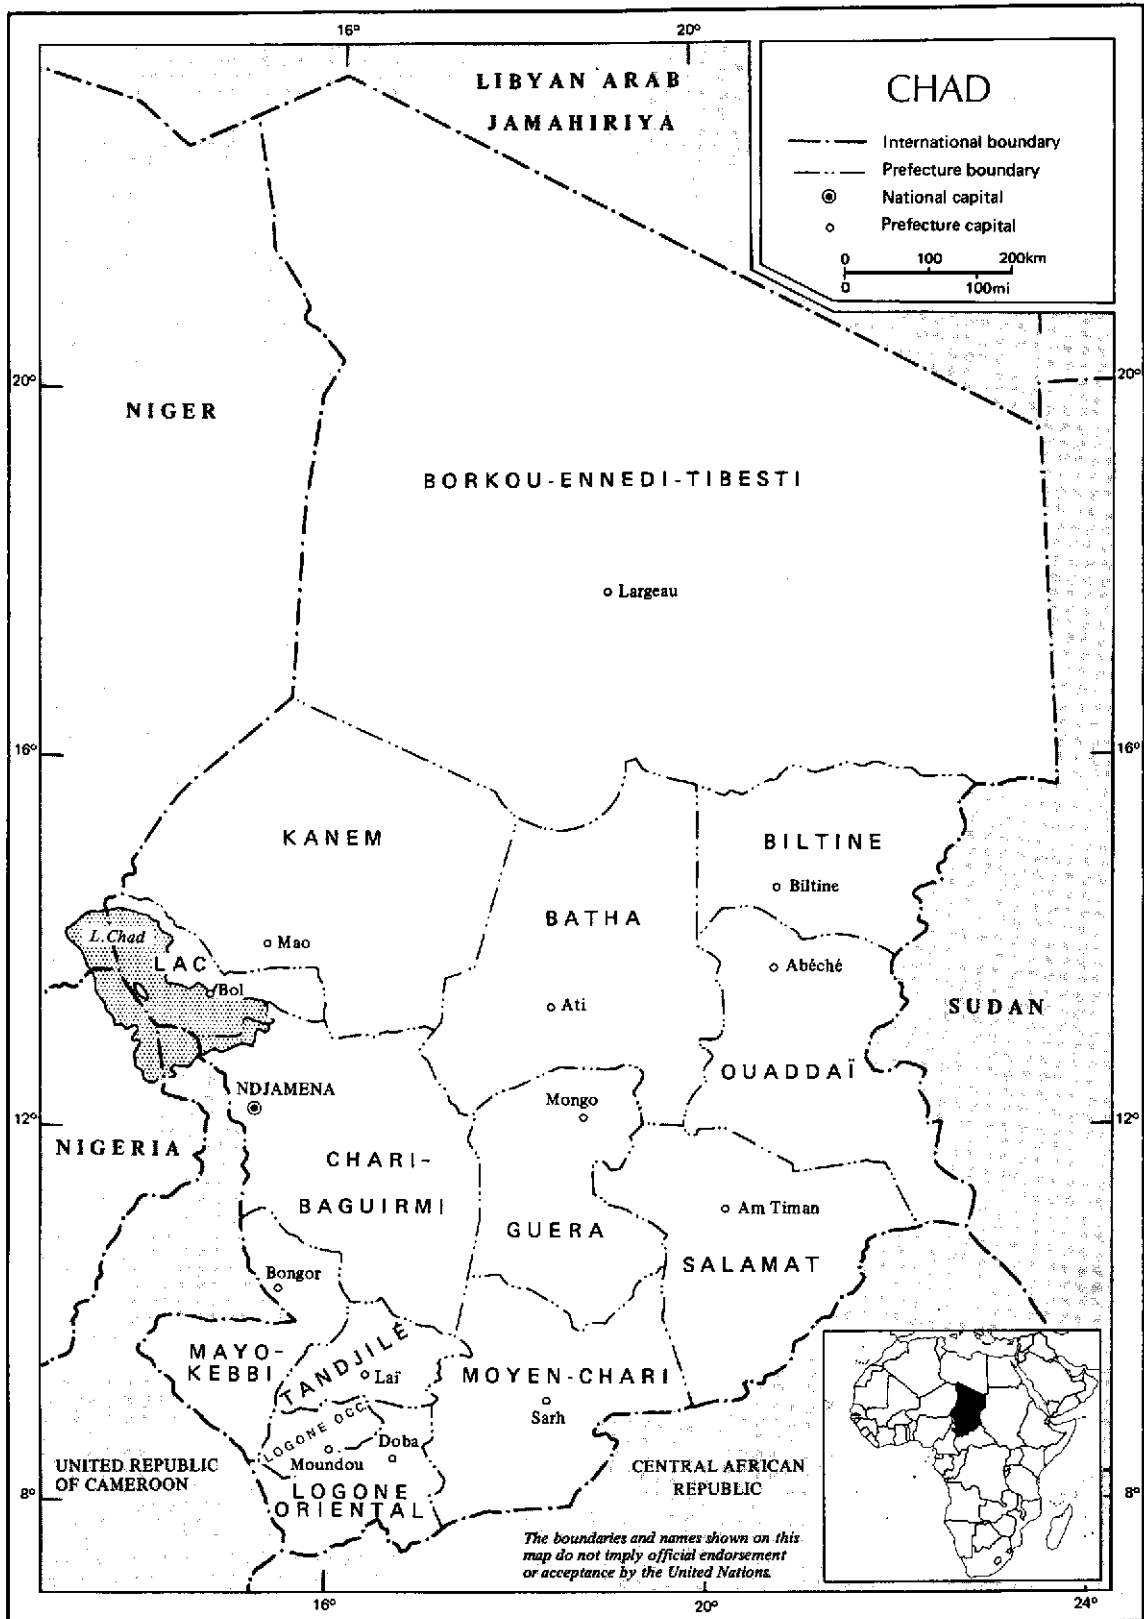 16°
20°
LIBYAN ARAB
JAMAHIRIYA
CHAD
International boundary
Prefecture boundary
National capital
Prefecture capital
0 100 200km
0 100mi
20°
20°
NIGER
BORKOU-ENNEDI-TIBESTI
Largeau
16°
16°
KANEM
BILTINE
Biltine
BATHA
L. Chad
Mao
LAC
Abéché
Bol
Ati
SUDAN
OUADDAÏ
NDJAMENA
Mongo
12°
12°
NIGERIA
CHARI-
BAGUIRMI
Am Timan
GUERA
SALAMAT
Bongor
MAYO-
KEBBI
TANDJILÉ
Laï
MOYEN-CHARI
Sarh
LOGONE OCC.
Doba
Moundou
UNITED REPUBLIC
OF CAMEROON
LOGONE
ORIENTAL
CENTRAL AFRICAN
REPUBLIC
8°
8°
The boundaries and names shown on this
map do not imply official endorsement
or acceptance by the United Nations.
16°
20°
24°